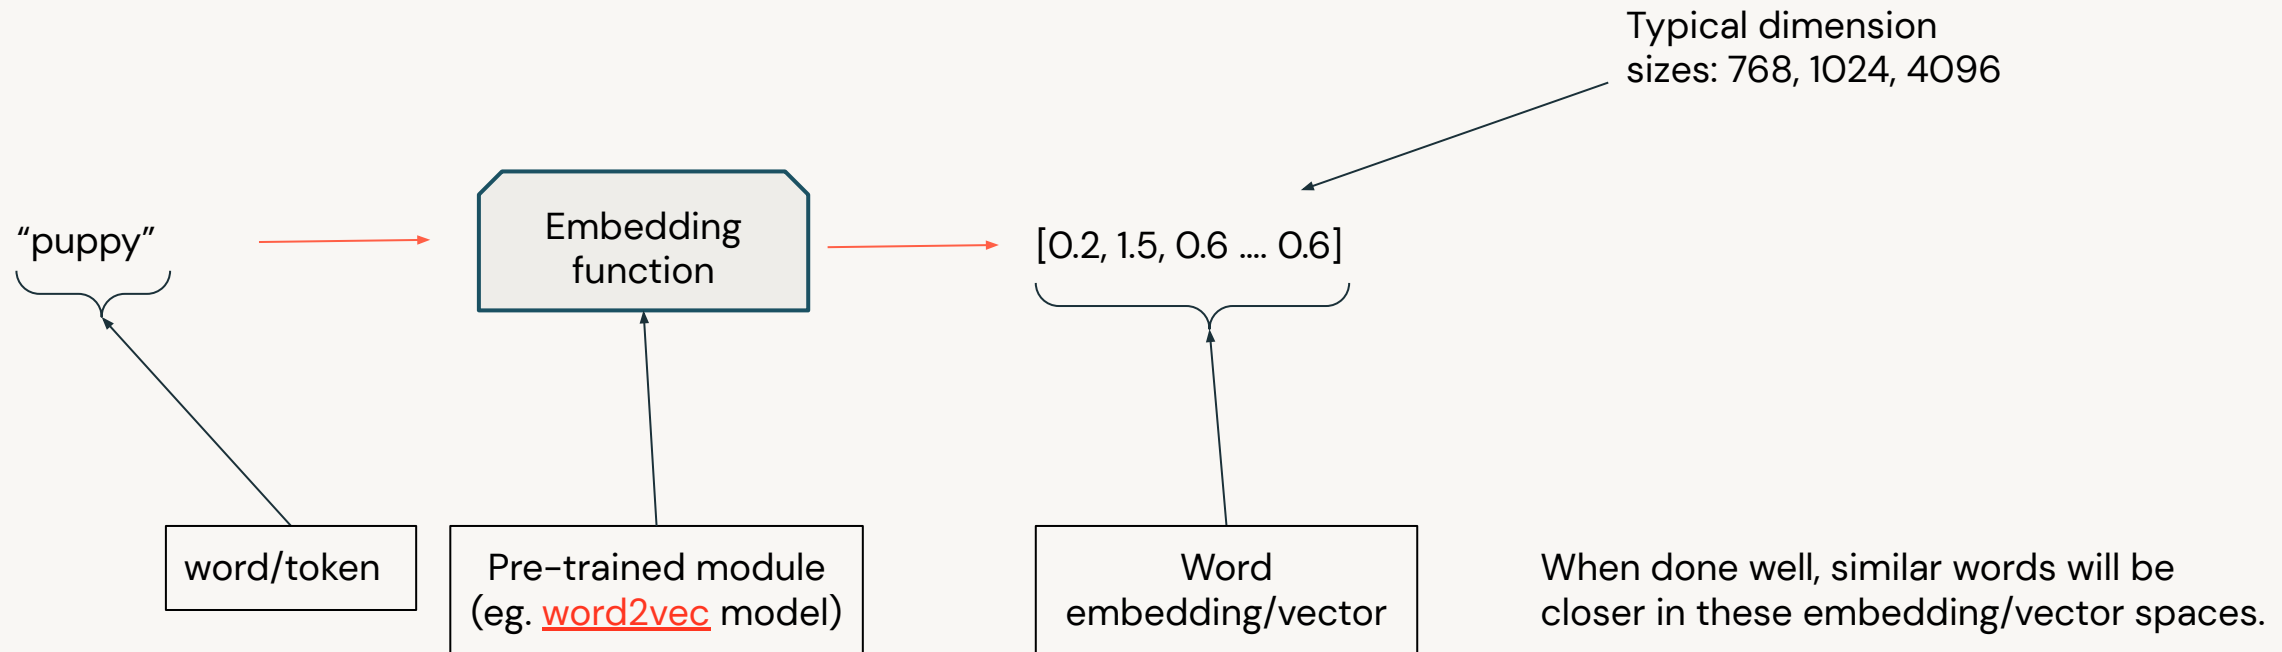 Typical dimension
sizes: 768, 1024, 4096
“puppy”
Embedding
function
[0.2, 1.5, 0.6 .... 0.6]
word/token
Pre-trained module
(eg. word2vec model)
Word
embedding/vector
When done well, similar words will be
closer in these embedding/vector spaces.